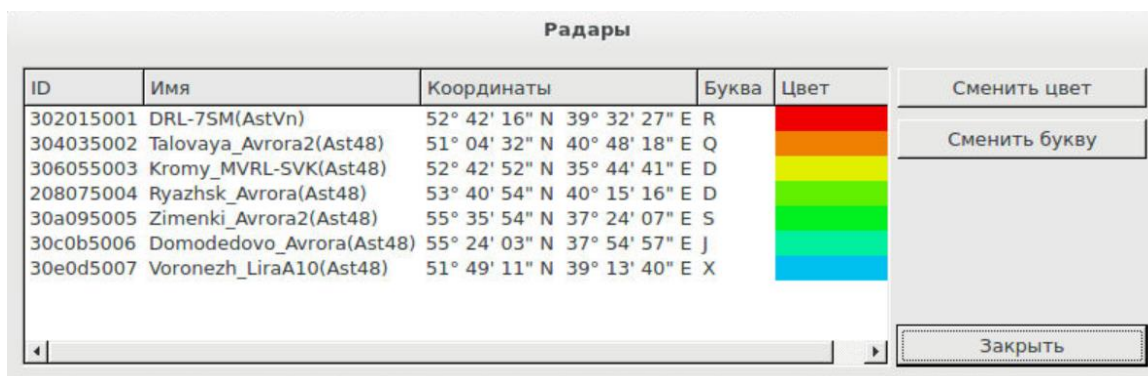 Радары
ID Имя Координаты Буква Цвет
302015001 DRL-7SM(AstVn) 52° 42' 16" N 39° 32' 27" E R
304035002 Talovaya_Avrora2(Ast48) 51° 04' 32" N 40° 48' 18" E Q
306055003 Kromy_MVRL-SVK(Ast48) 52° 42' 52" N 35° 44' 41" E D
208075004 Ryazhsk_Avrora(Ast48) 53° 40' 54" N 40° 15' 16" E D
30a095005 Zimenki_Avrora2(Ast48) 55° 35' 54" N 37° 24' 07" E S
30c0b5006 Domodedovo_Avrora(Ast48) 55° 24' 03" N 37° 54' 57" E J
30e0d5007 Voronezh_LiraA10(Ast48) 51° 49' 11" N 39° 13' 40" E X
Сменить цвет
Сменить букву
Закрыть